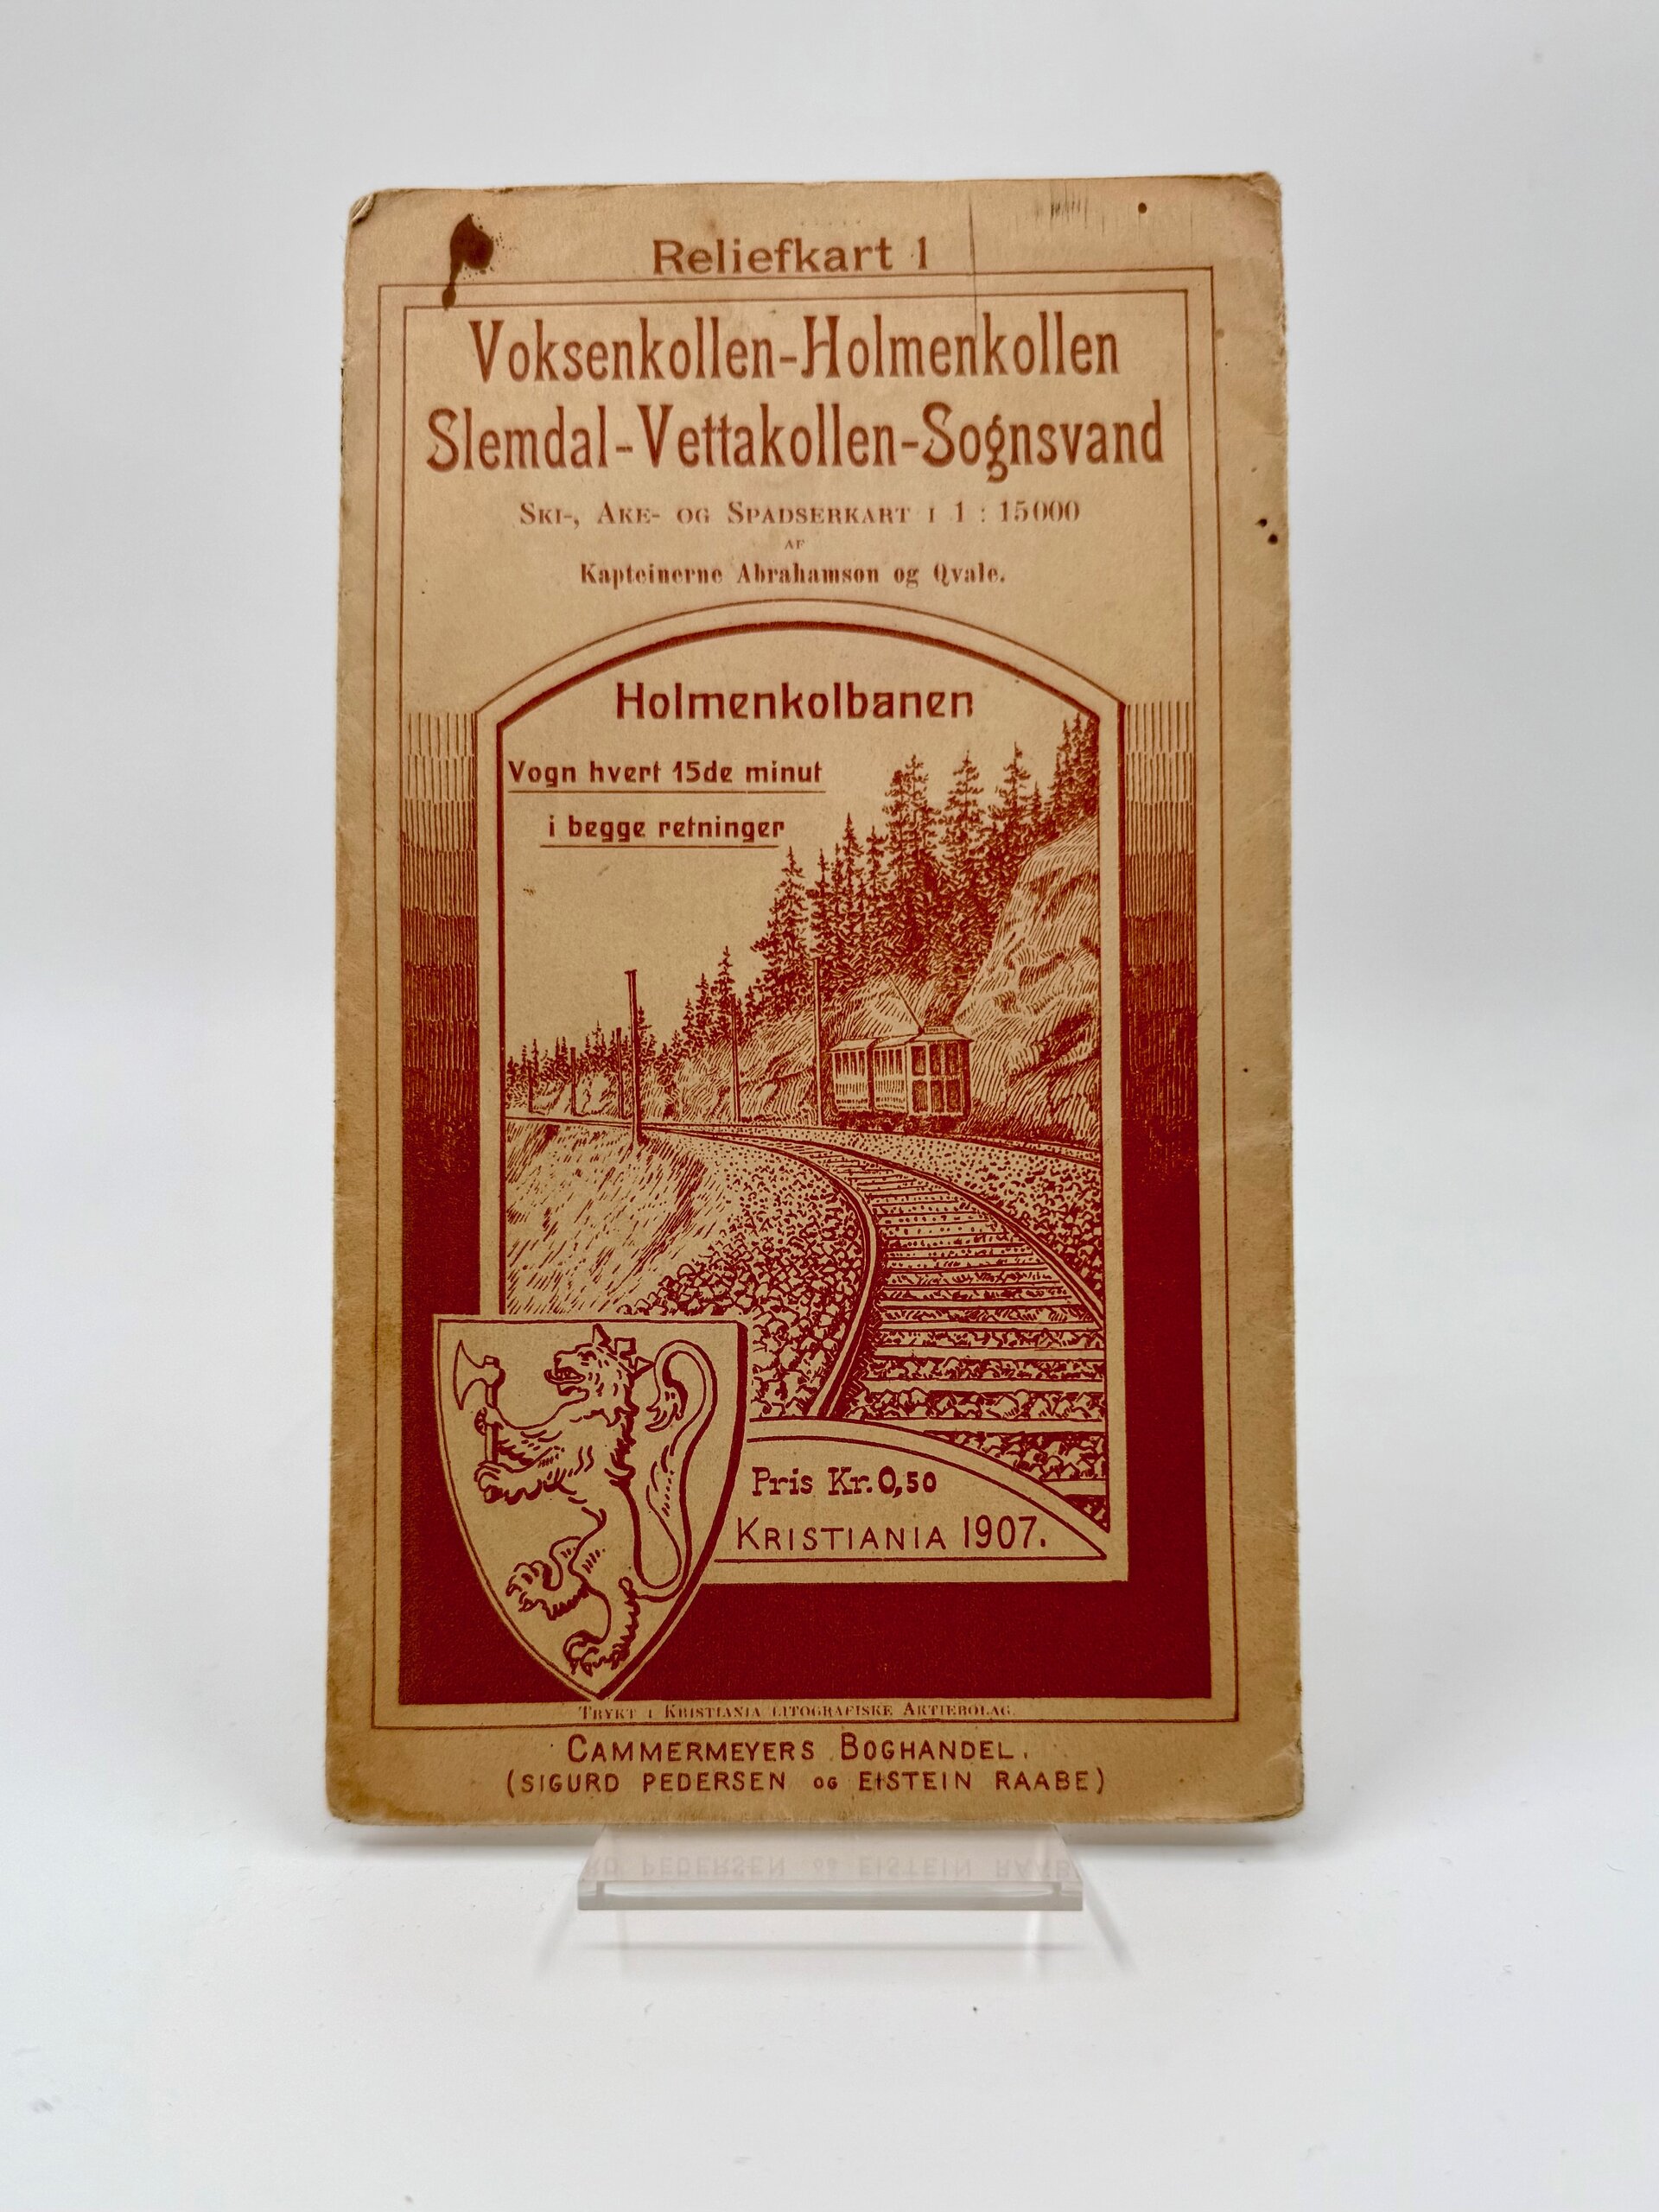 Reliefkart 1
Voksenkollen-Holmenkollen
Slemdal-Vettakollen-Sognsvand
Ski-, Ake- og Spadserkart i 1 : 15000
af
Kapteinerne Abrahamson og Qvale.
Holmenkolbanen
Vogn hvert 15de minut
i begge retninger
Pris Kr. 0,50
Kristiania 1907.
Trykt i Kristiania litografiske Aktiebolag.
Cammermeyers Boghandel.
(Sigurd Pedersen og Eistein Raabe)